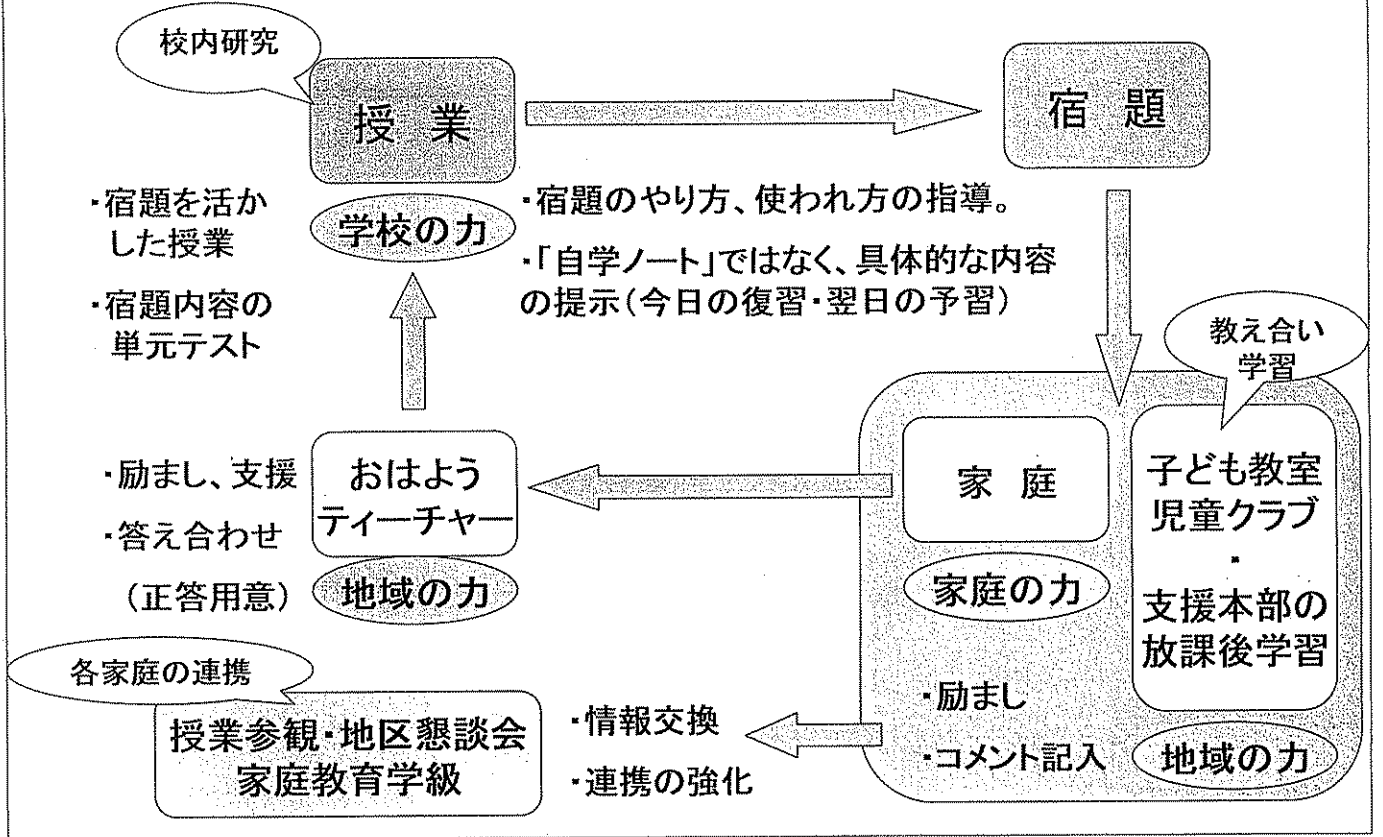 校内研究
授 業
宿 題
・宿題を活か
した授業
・宿題内容の
単元テスト
学校の力
・宿題のやり方、使われ方の指導。
・「自学ノート」ではなく、具体的な内容
の提示(今日の復習・翌日の予習)
教え合い
学習
家 庭
家庭の力
子ども教室
児童クラブ
・
支援本部の
放課後学習
・励まし
・コメント記入
地域の力
・励まし、支援
・答え合わせ
(正答用意)
おはよう
ティーチャー
地域の力
各家庭の連携
授業参観・地区懇談会
家庭教育学級
・情報交換
・連携の強化